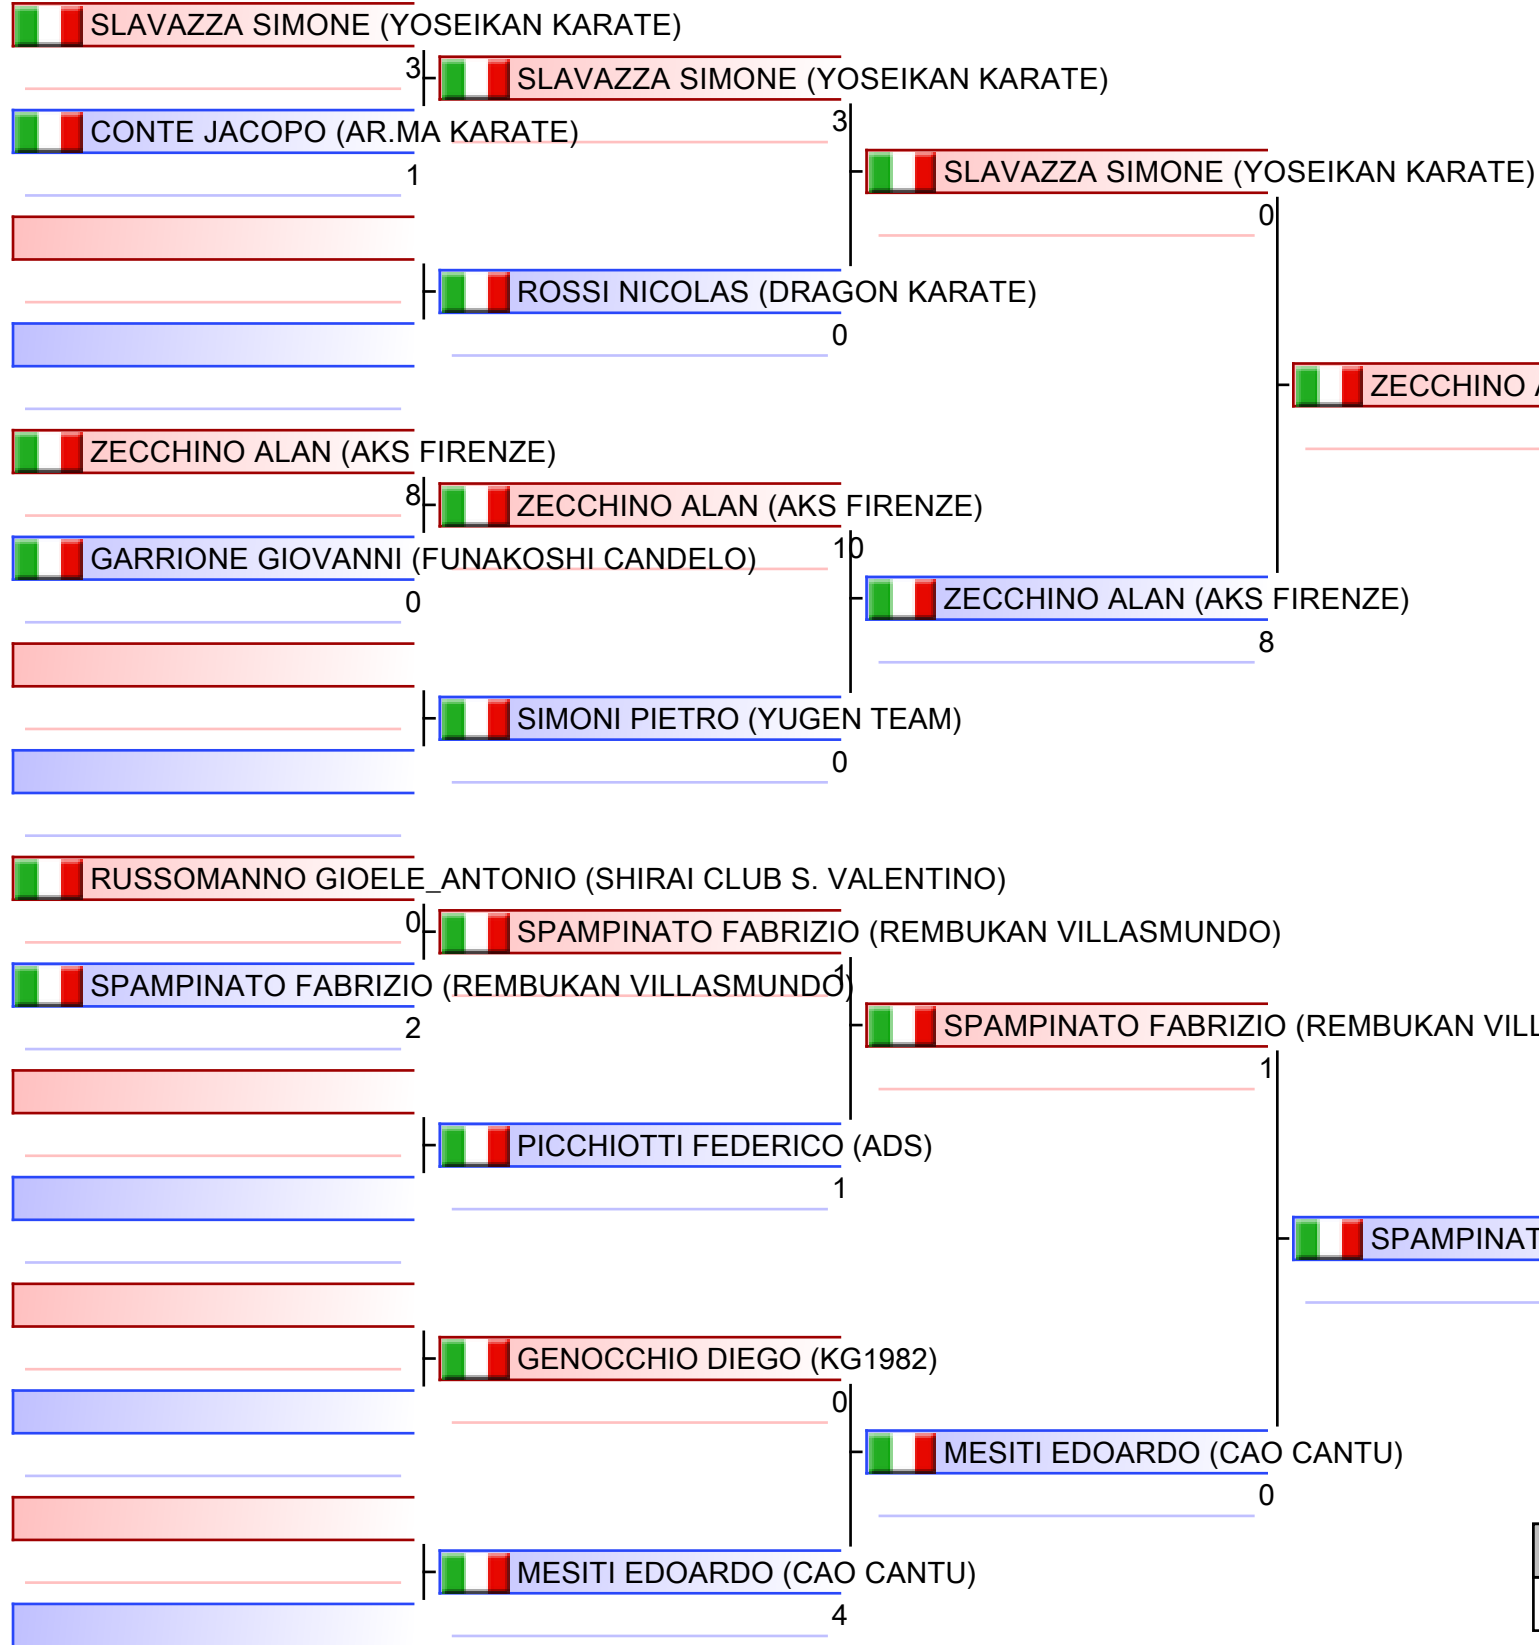 SLAVAZZA SIMONE (YOSEIKAN KARATE)
3
SLAVAZZA SIMONE (YOSEIKAN KARATE)
CONTE JACOPO (AR.MA KARATE)
3
1
SLAVAZZA SIMONE (YOSEIKAN KARATE)
0
ROSSI NICOLAS (DRAGON KARATE)
0
ZECCHINO
ZECCHINO ALAN (AKS FIRENZE)
8
ZECCHINO ALAN (AKS FIRENZE)
GARRIONE GIOVANNI (FUNAKOSHI CANDELO)
10
0
ZECCHINO ALAN (AKS FIRENZE)
8
SIMONI PIETRO (YUGEN TEAM)
0
RUSSOMANNO GIOELE_ANTONIO (SHIRAI CLUB S. VALENTINO)
0
SPAMPINATO FABRIZIO (REMBUKAN VILLASMUNDO)
SPAMPINATO FABRIZIO (REMBUKAN VILLASMUNDO)
1
2
SPAMPINATO FABRIZIO (REMBUKAN VILL
1
PICCHIOTTI FEDERICO (ADS)
1
SPAMPINAT
GENOCCHIO DIEGO (KG1982)
0
MESITI EDOARDO (CAO CANTU)
0
MESITI EDOARDO (CAO CANTU)
4